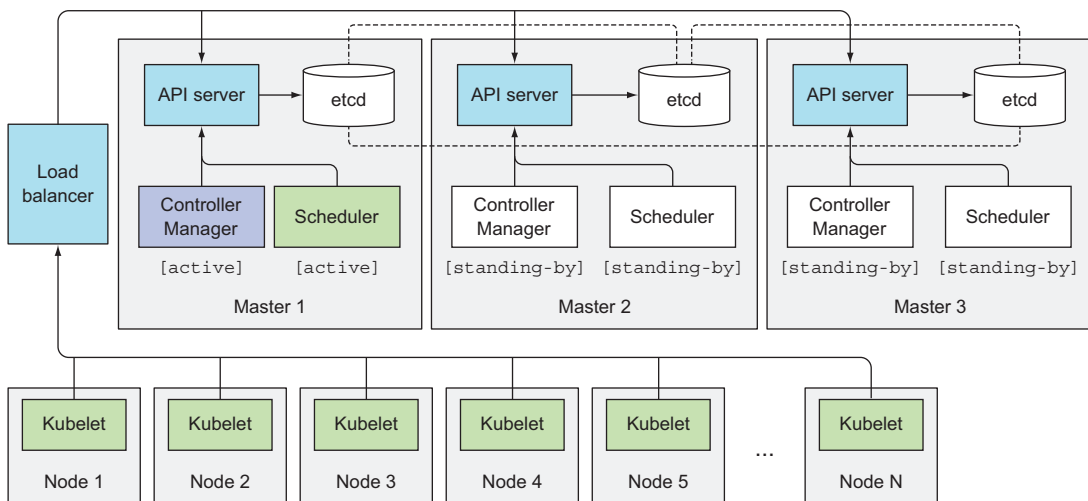 API server
etcd
API server
etcd
API server
etcd
Load
balancer
Controller
Manager
Scheduler
Controller
Manager
Scheduler
Controller
Manager
Scheduler
[active]
[active]
[standing-by]
[standing-by]
[standing-by]
[standing-by]
Master 1
Master 2
Master 3
Kubelet
Kubelet
Kubelet
Kubelet
Kubelet
Kubelet
...
Node 1
Node 2
Node 3
Node 4
Node 5
Node N